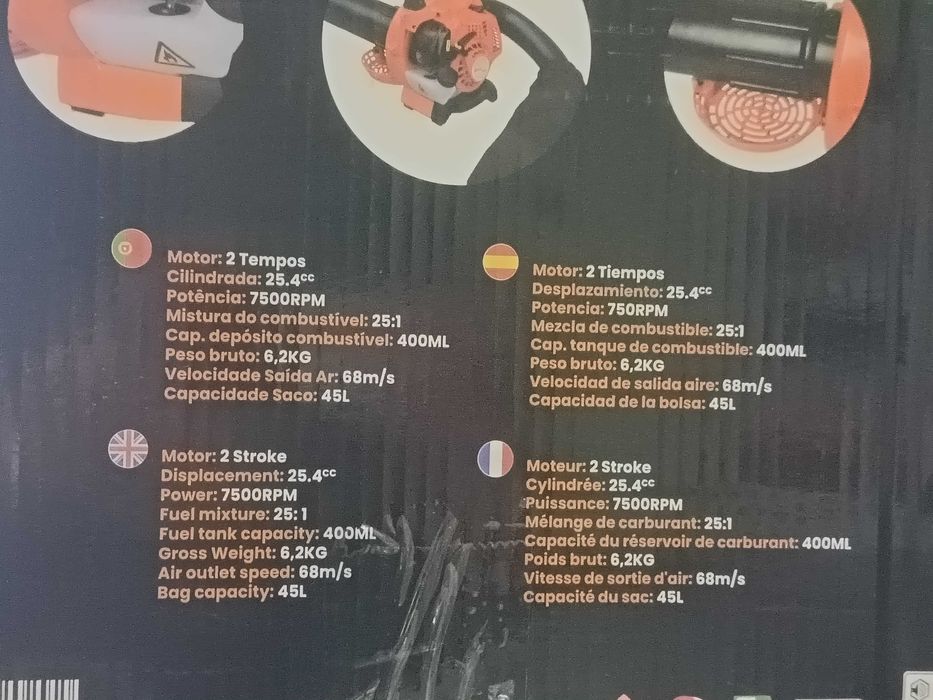 Motor: 2 Tempos
Cilindrada: 25.4cc
Potência: 7500RPM
Mistura do combustível: 25:1
Cap. depósito combustível: 400ML
Peso bruto: 6,2KG
Velocidade Saída Ar: 68m/s
Capacidade Saco: 45L
Motor: 2 Tiempos
Desplazamiento: 25.4cc
Potencia: 750RPM
Mezcla de combustible: 25:1
Cap. tanque de combustible: 400ML
Peso bruto: 6,2KG
Velocidad de salida aire: 68m/s
Capacidad de la bolsa: 45L
Motor: 2 Stroke
Displacement: 25.4cc
Power: 7500RPM
Fuel mixture: 25:1
Fuel tank capacity: 400ML
Gross Weight: 6,2KG
Air outlet speed: 68m/s
Bag capacity: 45L
Moteur: 2 Stroke
Cylindrée: 25.4cc
Puissance: 7500RPM
Mélange de carburant: 25:1
Capacité du réservoir de carburant: 400ML
Poids brut: 6,2KG
Vitesse de sortie d'air: 68m/s
Capacité du sac: 45L